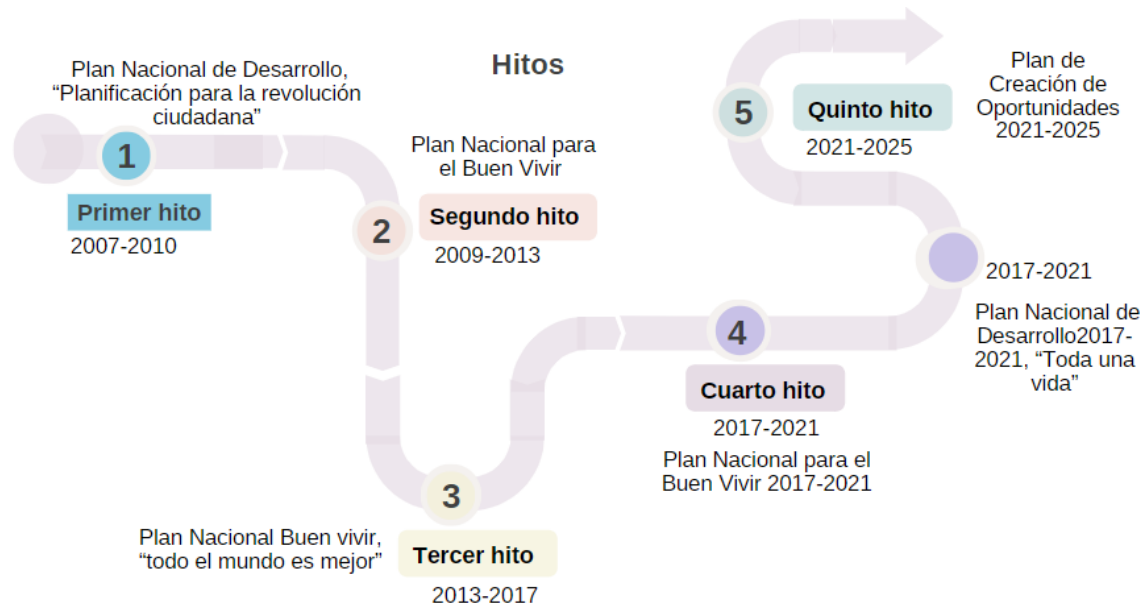 Hitos
Plan Nacional de Desarrollo,
“Planificación para la revolución
ciudadana”
1
Primer hito
2007-2010
Plan Nacional para
el Buen Vivir
2
Segundo hito
2009-2013
Plan Nacional Buen vivir,
“todo el mundo es mejor”
3
Tercer hito
2013-2017
4
Cuarto hito
2017-2021
Plan Nacional para el
Buen Vivir 2017-2021
2017-2021
Plan Nacional de
Desarrollo2017-
2021, “Toda una
vida”
5
Quinto hito
2021-2025
Plan de
Creación de
Oportunidades
2021-2025